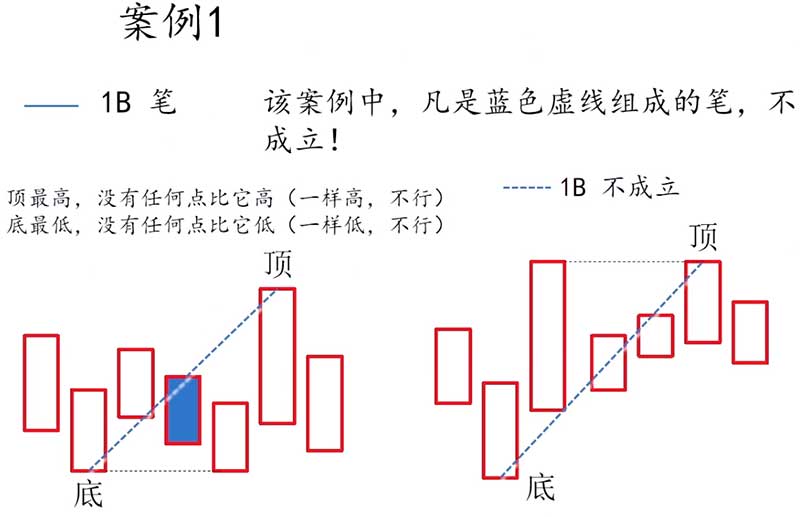 案例1
1B 笔
该案例中，凡是蓝色虚线组成的笔，不
成立！
顶最高，没有任何点比它高（一样高，不行）
底最低，没有任何点比它低（一样低，不行）
1B 不成立
顶
底
顶
底